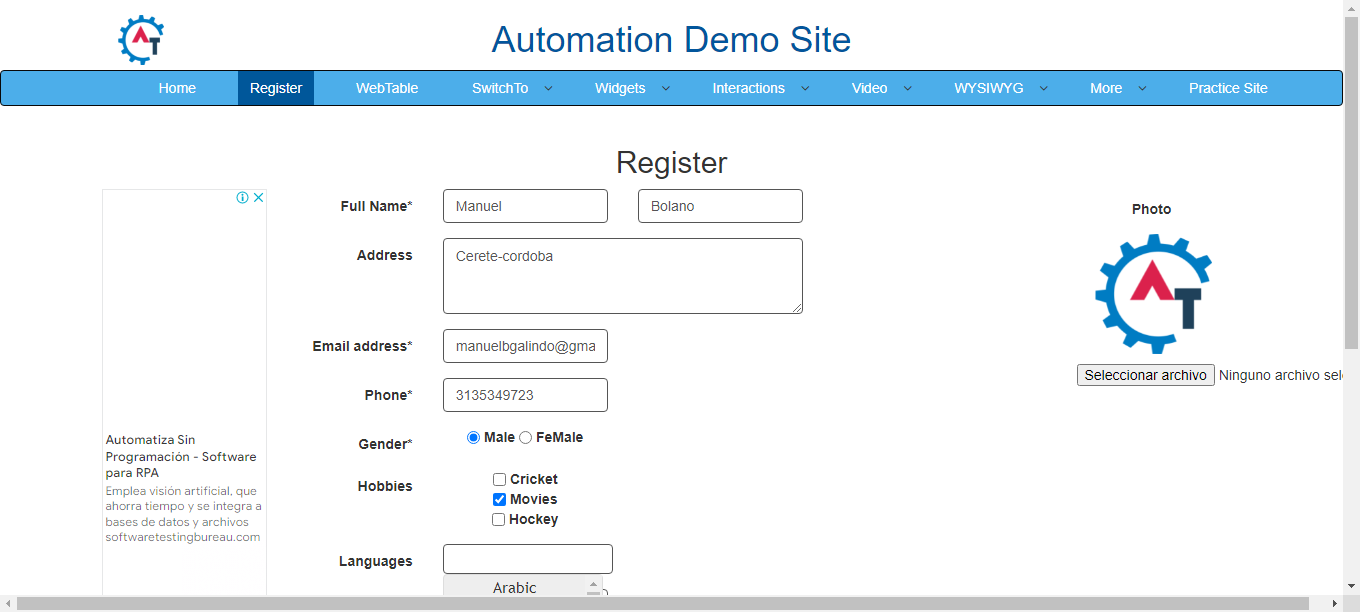 AT
Automation Demo Site
Home Register WebTable SwitchTo Widgets Interactions Video WYSIWYG More Practice Site
Register
Full Name* Manuel Bolano
Address Cerete-cordoba
Email address* manuelbgalindo@gma
Phone* 3135349723
Gender* Male FeMale
Hobbies Cricket
Movies
Hockey
Languages
Arabic
Photo
AT
Seleccionar archivo Ninguno archivo sel
Automatiza Sin
Programación - Software
para RPA
Emplea visión artificial, que
ahorra tiempo y se integra a
bases de datos y archivos
softwaretestingbureau.com